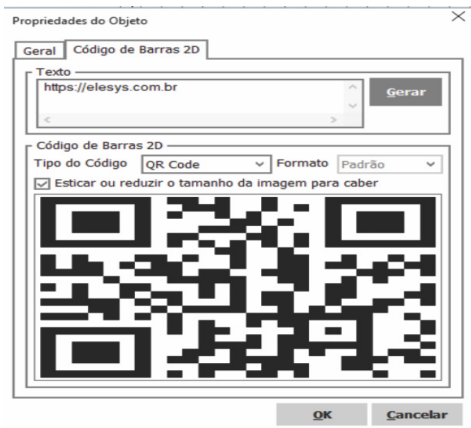 Propriedades do Objeto
Geral Código de Barras 2D
Texto
https://elesys.com.br
Gerar
Código de Barras 2D
Tipo do Código QR Code Formato Padrão
Esticar ou reduzir o tamanho da imagem para caber
OK Cancelar